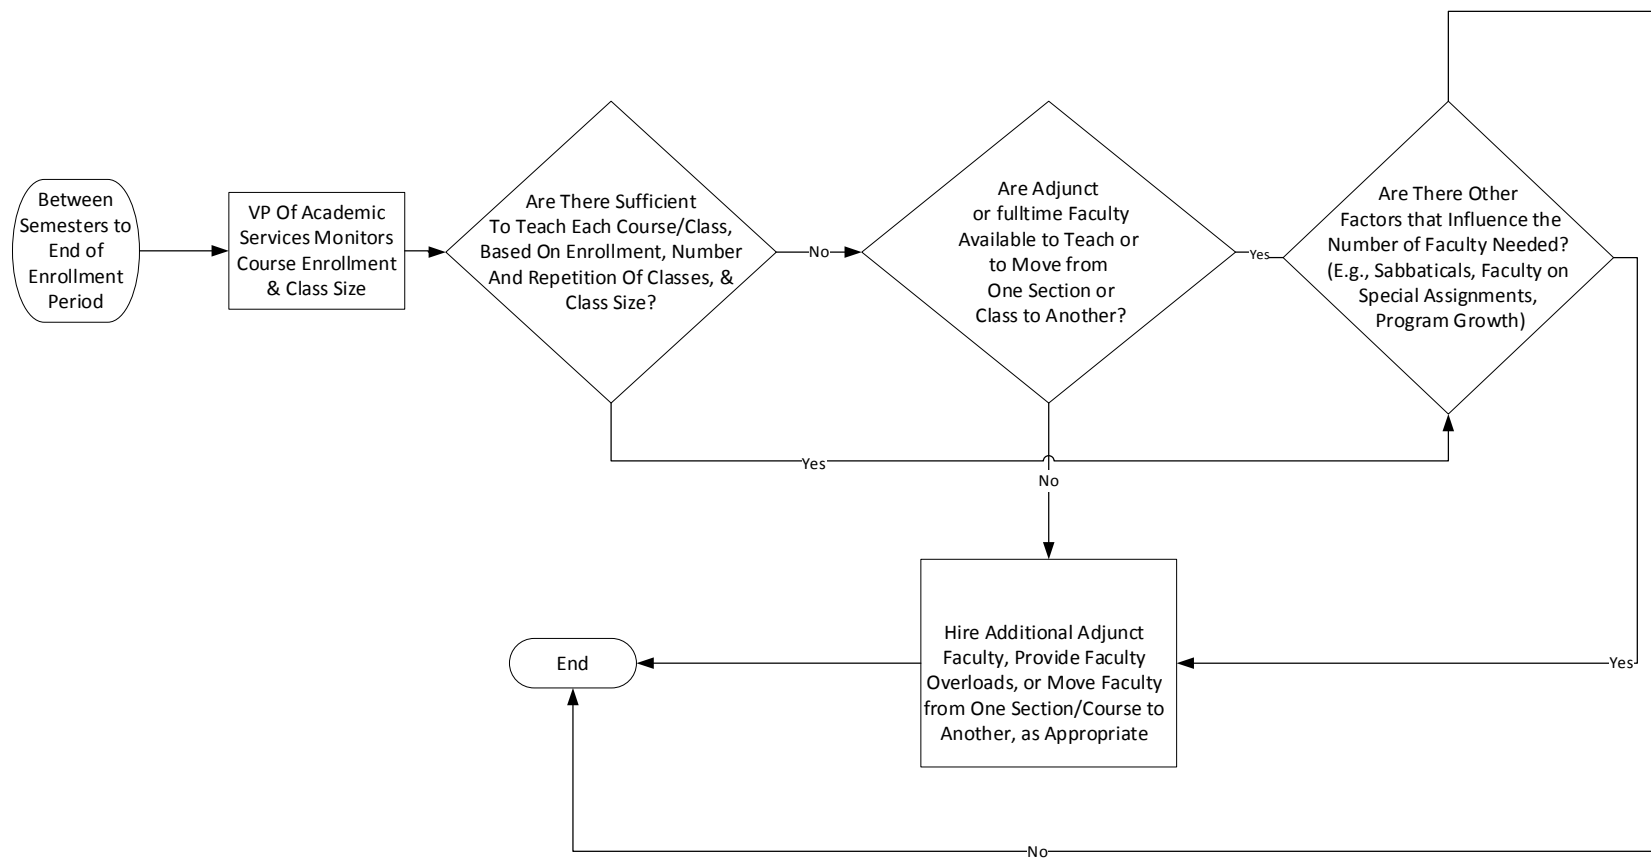 Between
Semesters to
End of
Enrollment
Period
VP Of Academic
Services Monitors
Course Enrollment
& Class Size
Are There Sufficient
To Teach Each Course/Class,
Based On Enrollment, Number
And Repetition Of Classes, &
Class Size?
No
Are Adjunct
or fulltime Faculty
Available to Teach or
to Move from
One Section or
Class to Another?
Yes
Are There Other
Factors that Influence the
Number of Faculty Needed?
(E.g., Sabbaticals, Faculty on
Special Assignments,
Program Growth)
Yes
No
Hire Additional Adjunct
Faculty, Provide Faculty
Overloads, or Move Faculty
from One Section/Course to
Another, as Appropriate
End
Yes
No